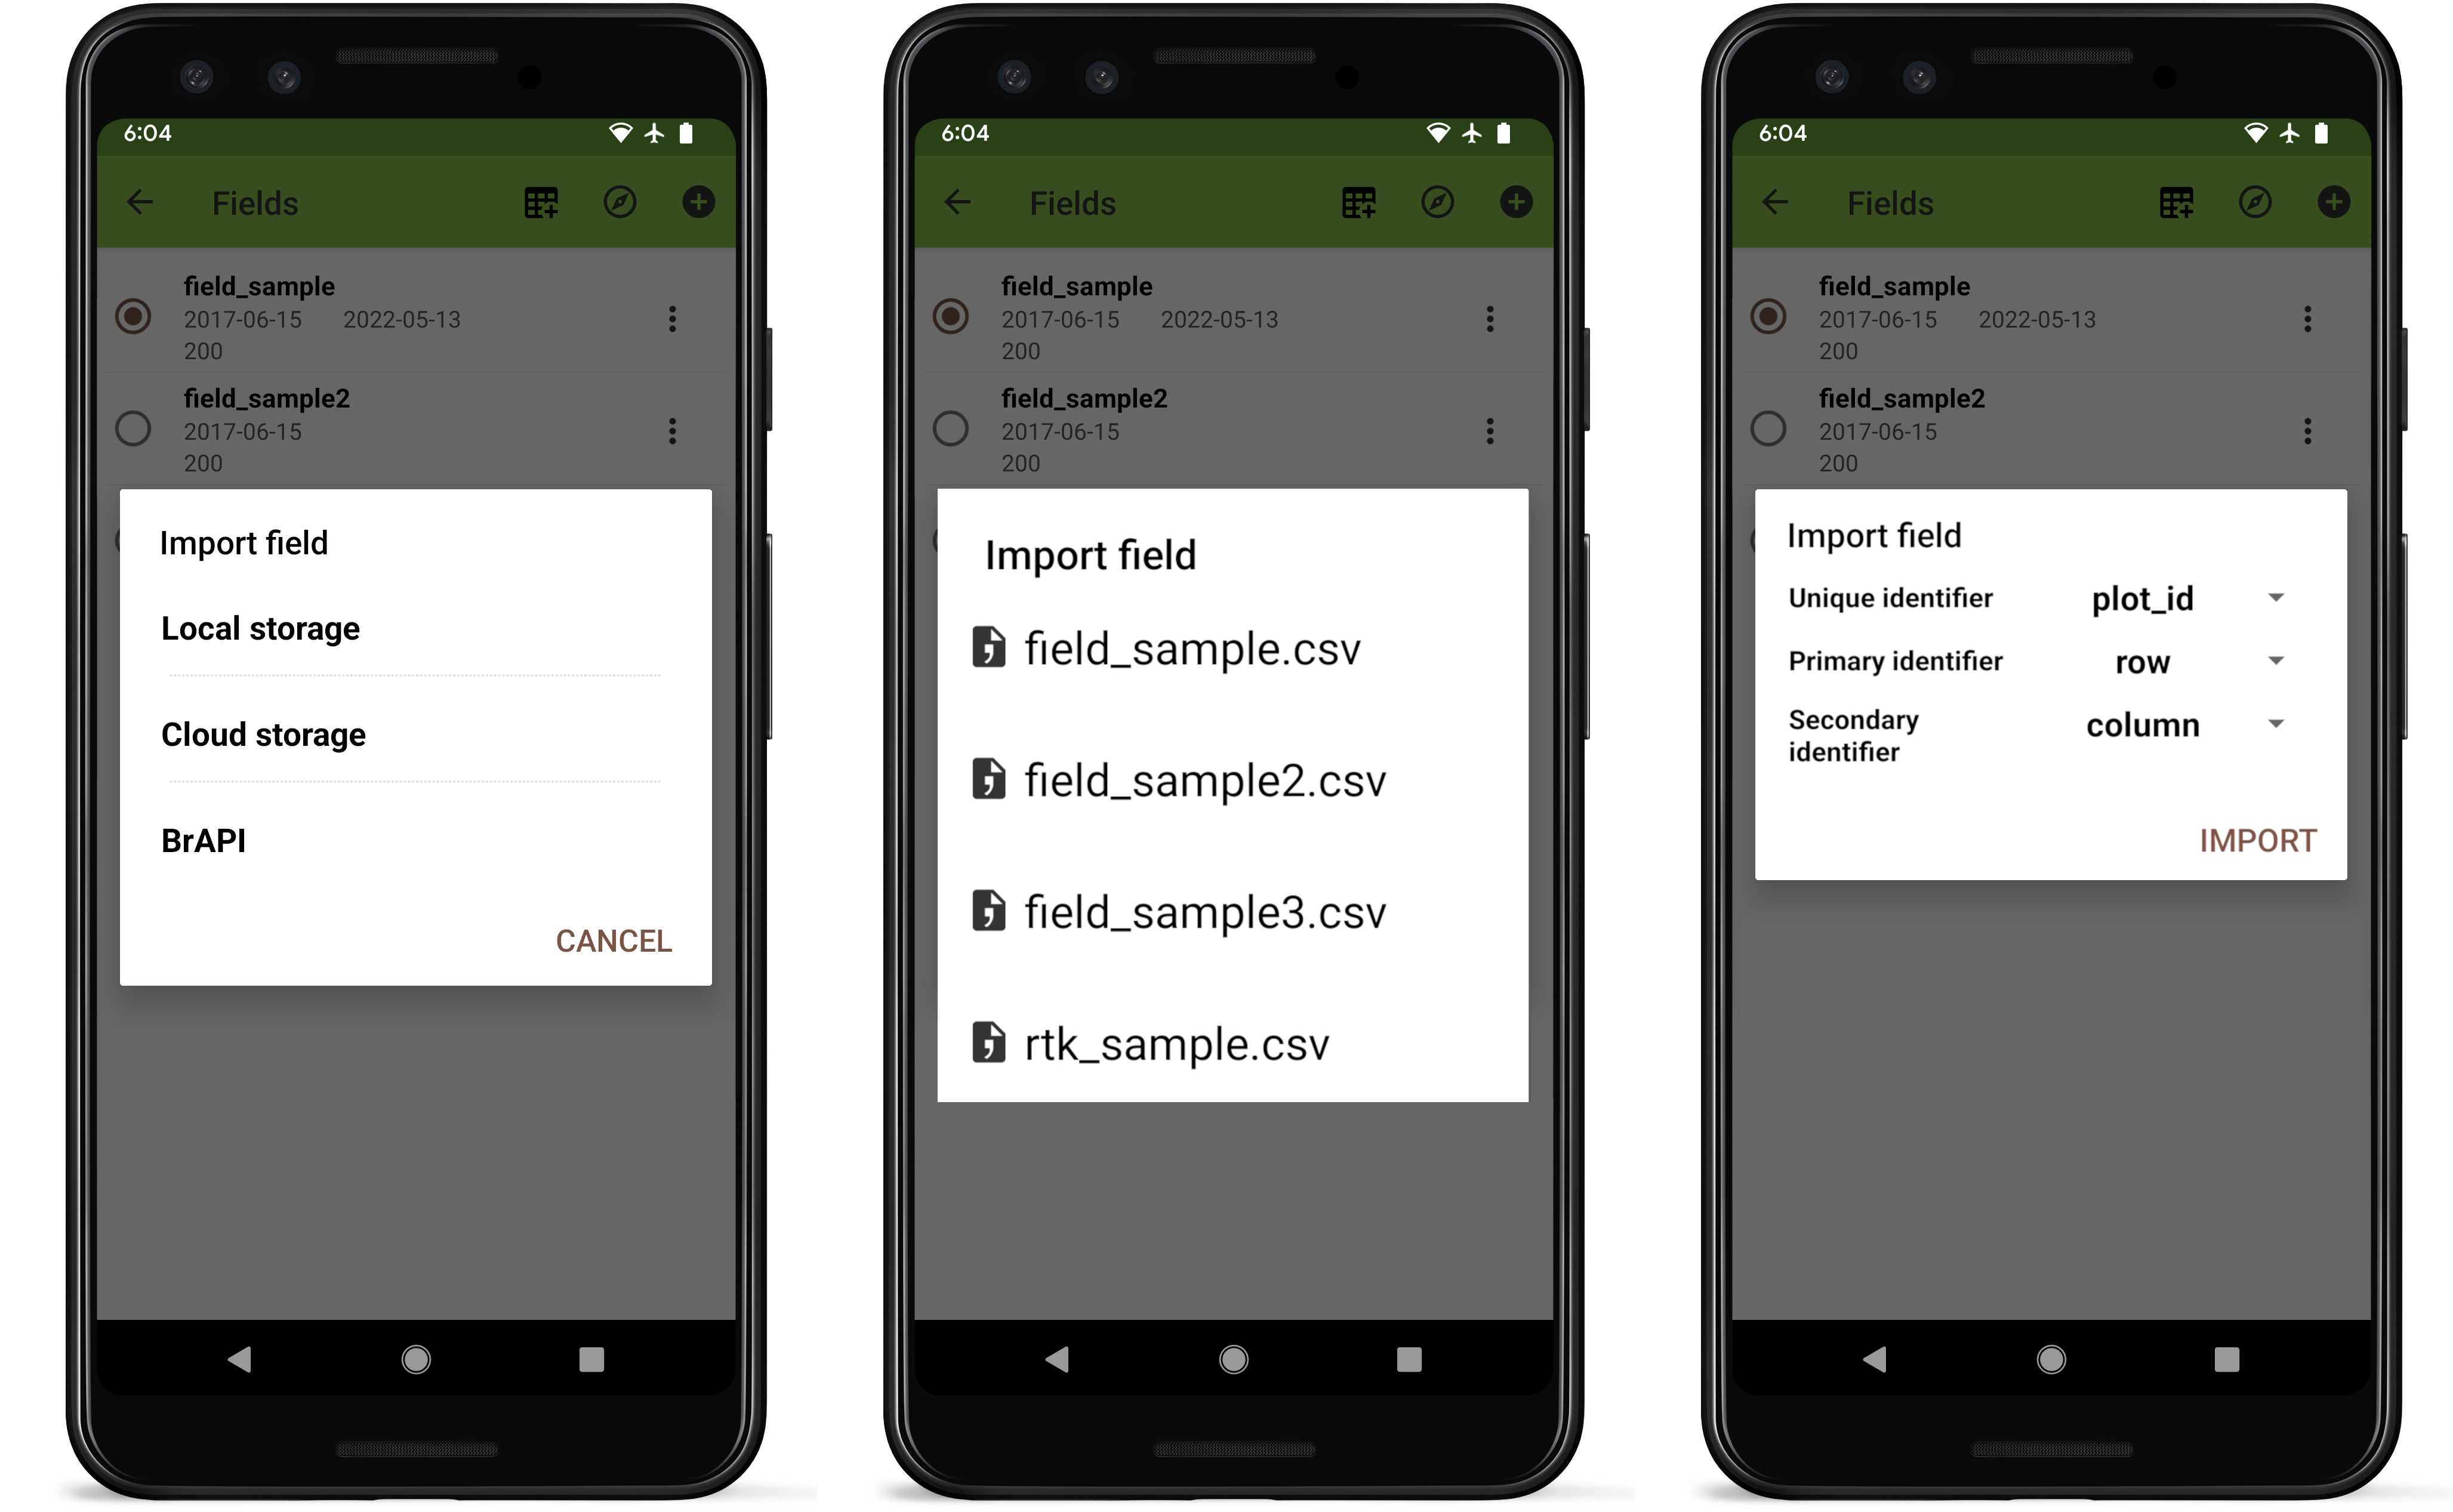 6:04
Fields
field_sample
2017-06-15 2022-05-13
200
field_sample2
2017-06-15
200
Import field
Local storage
Cloud storage
BrAPI
CANCEL
6:04
Fields
field_sample
2017-06-15 2022-05-13
200
field_sample2
2017-06-15
200
Import field
field_sample.csv
field_sample2.csv
field_sample3.csv
rtk_sample.csv
6:04
Fields
field_sample
2017-06-15 2022-05-13
200
field_sample2
2017-06-15
200
Import field
Unique identifier plot_id
Primary identifier row
Secondary identifier column
IMPORT